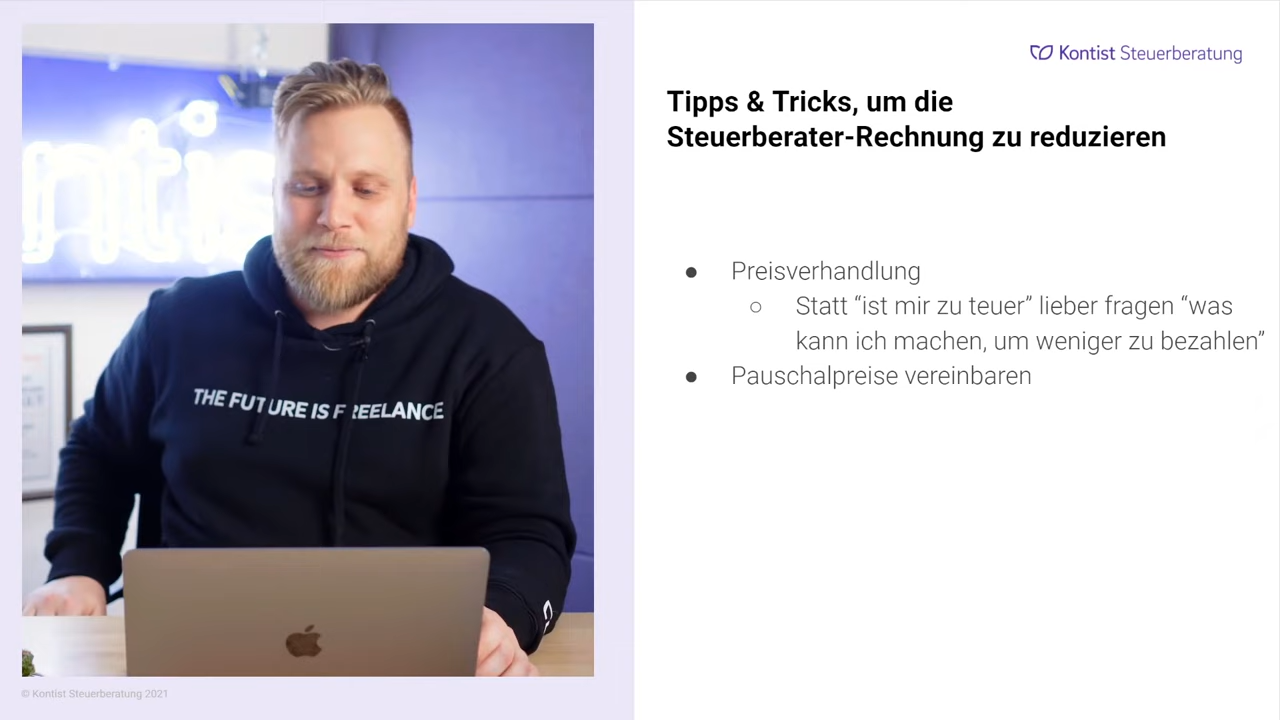 ntis
THE FUTURE IS FREELANCE
© Kontist Steuerberatung 2021
Kontist Steuerberatung
Tipps & Tricks, um die
Steuerberater-Rechnung zu reduzieren
● Preisverhandlung
○ Statt “ist mir zu teuer” lieber fragen “was
kann ich machen, um weniger zu bezahlen”
● Pauschalpreise vereinbaren